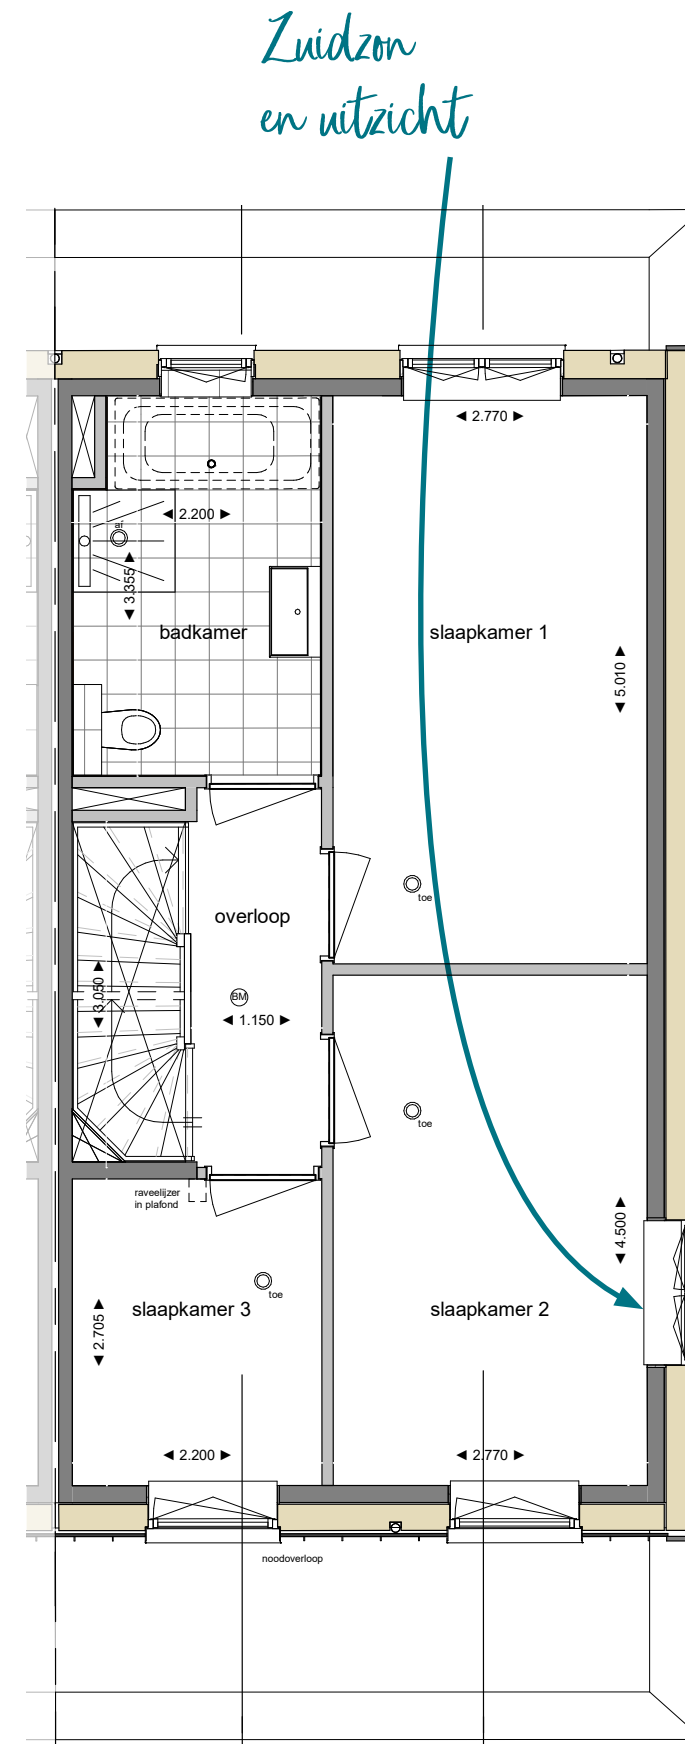 Zuidzon
en uitzicht
2.770
2.200
af.
3.355
badkamer
slaapkamer 1
5.010
toe
overloop
3.050
BM
1.150
toe
raveelijzer
in plafond
4.500
toe
slaapkamer 3
slaapkamer 2
2.705
2.200
2.770
noodoverloop